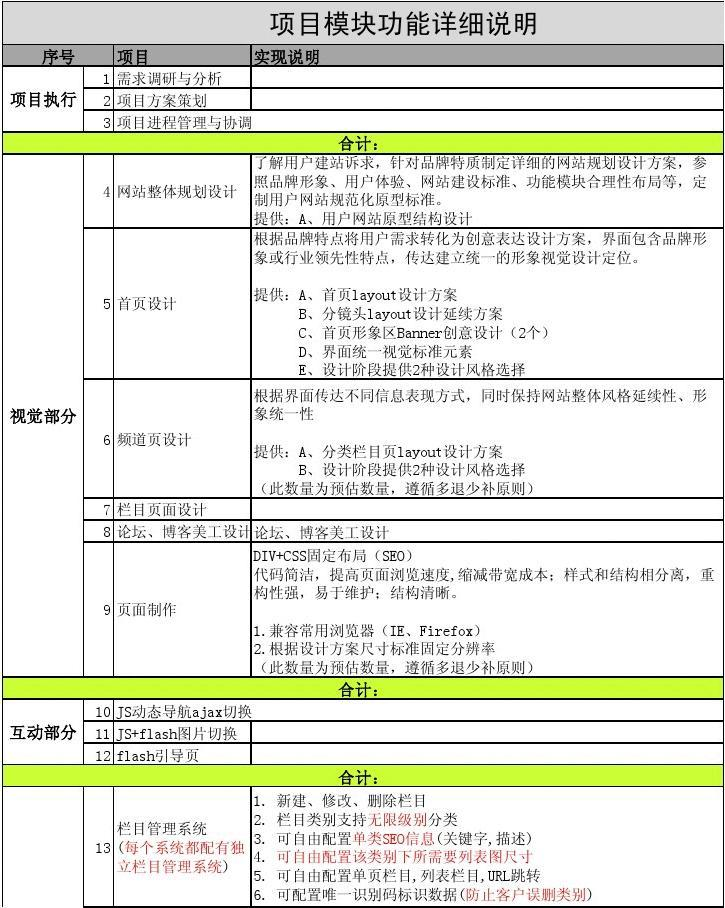 项目模块功能详细说明
序号 项目 实现说明
项目执行
1 需求调研与分析
2 项目方案策划
3 项目进程管理与协调
合计：
视觉部分
4 网站整体规划设计
了解用户建站诉求，针对品牌特质制定详细的网站规划设计方案，参
照品牌形象、用户体验、网站建设标准、功能模块合理性布局等，定
制用户网站规范化原型标准。
提供：A、用户网站原型结构设计
5 首页设计
根据品牌特点将用户需求转化为创意表达设计方案，界面包含品牌形
象或行业领先性特点，传达建立统一的形象视觉设计定位。
提供：A、首页layout设计方案
B、分镜头layout设计延续方案
C、首页形象区Banner创意设计（2个）
D、界面统一视觉标准元素
E、设计阶段提供2种设计风格选择
6 频道页设计
根据界面传达不同信息表现方式，同时保持网站整体风格延续性、形
象统一性
提供：A、分类栏目页layout设计方案
B、设计阶段提供2种设计风格选择
（此数量为预估数量，遵循多退少补原则）
7 栏目页面设计
8 论坛、博客美工设计 论坛、博客美工设计
9 页面制作
DIV+CSS固定布局（SEO）
代码简洁，提高页面浏览速度,缩减带宽成本；样式和结构相分离，重
构性强，易于维护；结构清晰。
1.兼容常用浏览器（IE、Firefox）
2.根据设计方案尺寸标准固定分辨率
（此数量为预估数量，遵循多退少补原则）
合计：
互动部分
10 JS动态导航ajax切换
11 JS+flash图片切换
12 flash引导页
合计：
13 栏目管理系统
(每个系统都配有独
立栏目管理系统)
1. 新建、修改、删除栏目
2. 栏目类别支持无限级别分类
3. 可自由配置单类SEO信息(关键字,描述)
4. 可自由配置该类别下所需要列表图尺寸
5. 可自由配置单页栏目,列表栏目,URL跳转
6. 可配置唯一识别码标识数据(防止客户误删类别)